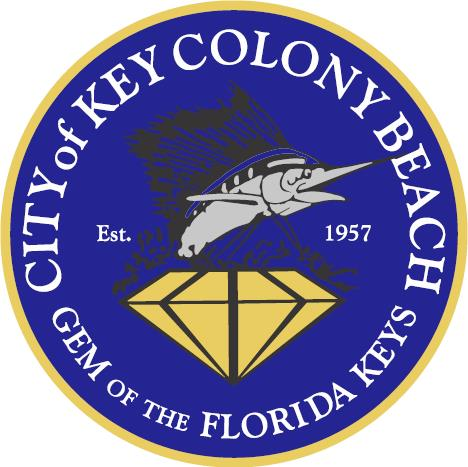 CITY of KEY COLONY BEACH
Est. 1957
GEM OF THE FLORIDA KEYS